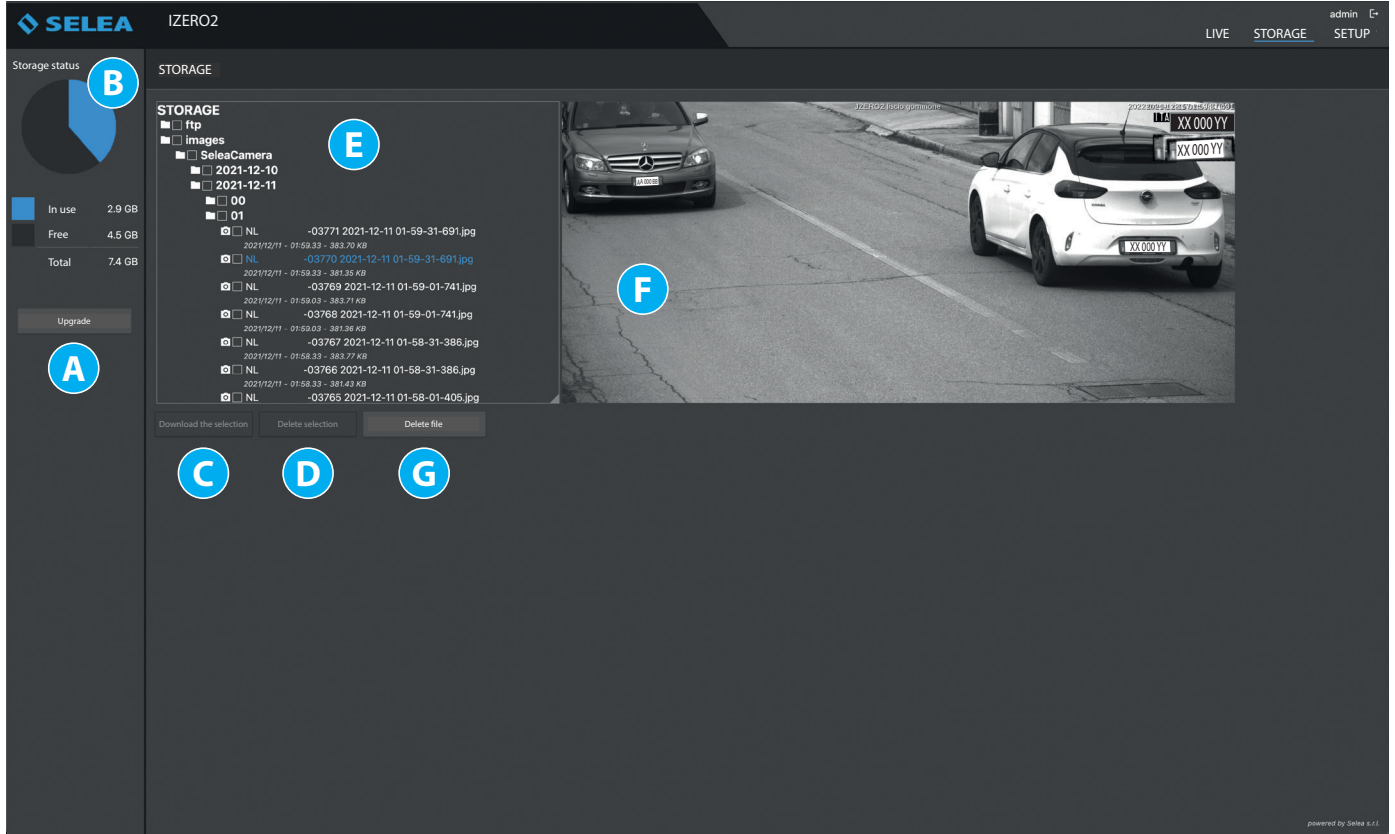 SELEA
IZERO2
admin
LIVE STORAGE SETUP
Storage status
B
In use 2.9 GB
Free 4.5 GB
Total 7.4 GB
Upgrade
A
STORAGE
STORAGE
ftp
images
SeleaCamera
2021-12-10
2021-12-11
00
01
NL -03771 2021-12-11 01-59-31-691.jpg
2021/12/11 - 01:59.33 - 383.70 KB
NL -03770 2021-12-11 01-59-31-691.jpg
2021/12/11 - 01:59.33 - 381.35 KB
NL -03769 2021-12-11 01-59-01-741.jpg
2021/12/11 - 01:59.03 - 383.71 KB
NL -03768 2021-12-11 01-59-01-741.jpg
2021/12/11 - 01:59.03 - 381.36 KB
NL -03767 2021-12-11 01-58-31-386.jpg
2021/12/11 - 01:58.33 - 383.77 KB
NL -03766 2021-12-11 01-58-31-386.jpg
2021/12/11 - 01:58.33 - 381.43 KB
NL -03765 2021-12-11 01-58-01-405.jpg
E
IZERO2 liscio gommone
ITA XX 000 YY
XX 000 YY
AA 000 BB
XX 000 YY
F
Download the selection Delete selection Delete file
C D G
powered by Selea s.r.l.